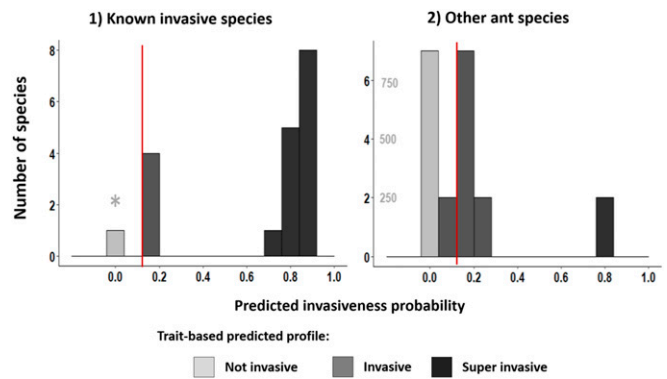 1) Known invasive species
2) Other ant species
Number of species
8
6
4
2
0
0.0 0.2 0.4 0.6 0.8 1.0
6
4
2
0
750
500
250
0.0 0.2 0.4 0.6 0.8 1.0
*
Predicted invasiveness probability
Trait-based predicted profile:
Not invasive Invasive Super invasive